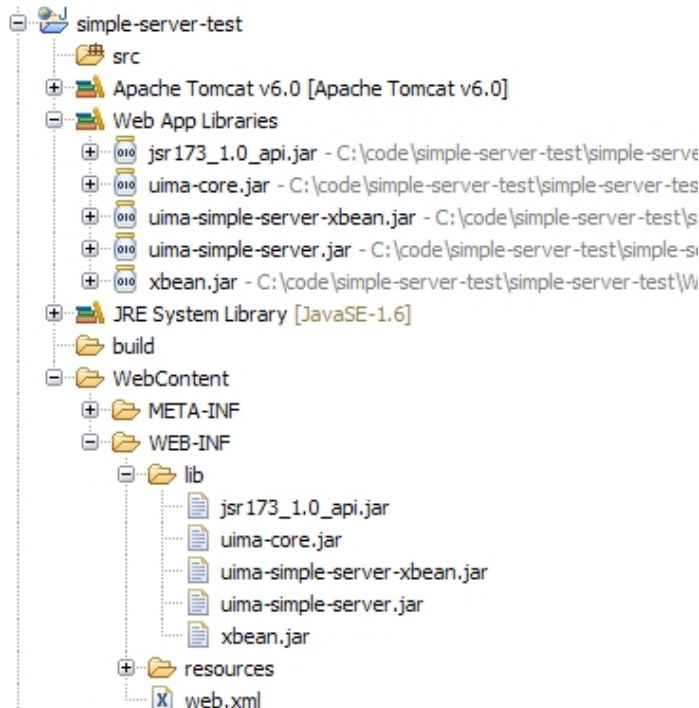 simple-server-test
src
Apache Tomcat v6.0 [Apache Tomcat v6.0]
Web App Libraries
jsr173_1.0_api.jar - C:\code\simple-server-test\simple-serve
uima-core.jar - C:\code\simple-server-test\simple-server-tes
uima-simple-server-xbean.jar - C:\code\simple-server-test\s
uima-simple-server.jar - C:\code\simple-server-test\simple-se
xbean.jar - C:\code\simple-server-test\simple-server-test\W
JRE System Library [JavaSE-1.6]
build
WebContent
META-INF
WEB-INF
lib
jsr173_1.0_api.jar
uima-core.jar
uima-simple-server-xbean.jar
uima-simple-server.jar
xbean.jar
resources
web.xml